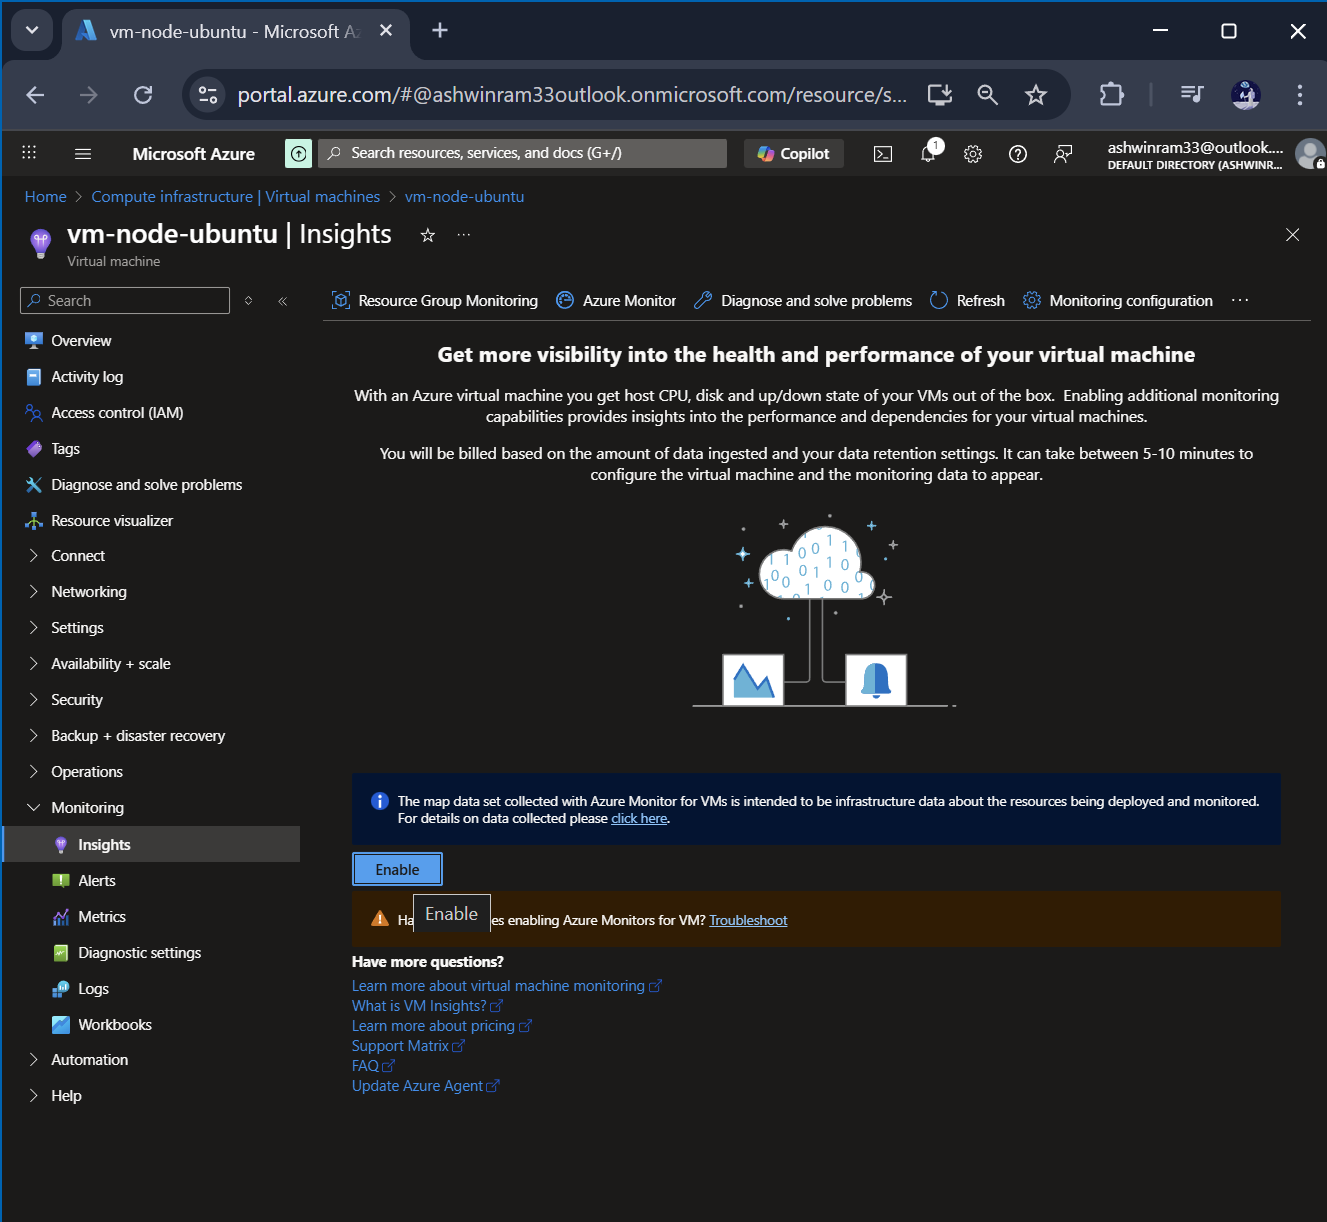 vm-node-ubuntu - Microsoft Az
portal.azure.com/#@ashwinram33outlook.onmicrosoft.com/resource/s...
Microsoft Azure
Search resources, services, and docs (G+/)
Copilot
1
ashwinram33@outlook....
DEFAULT DIRECTORY (ASHWINR...
Home > Compute infrastructure | Virtual machines > vm-node-ubuntu
vm-node-ubuntu | Insights
Virtual machine
Search
Overview
Activity log
Access control (IAM)
Tags
Diagnose and solve problems
Resource visualizer
Connect
Networking
Settings
Availability + scale
Security
Backup + disaster recovery
Operations
Monitoring
Insights
Alerts
Metrics
Diagnostic settings
Logs
Workbooks
Automation
Help
Resource Group Monitoring
Azure Monitor
Diagnose and solve problems
Refresh
Monitoring configuration
Get more visibility into the health and performance of your virtual machine
With an Azure virtual machine you get host CPU, disk and up/down state of your VMs out of the box. Enabling additional monitoring
capabilities provides insights into the performance and dependencies for your virtual machines.
You will be billed based on the amount of data ingested and your data retention settings. It can take between 5-10 minutes to
configure the virtual machine and the monitoring data to appear.
The map data set collected with Azure Monitor for VMs is intended to be infrastructure data about the resources being deployed and monitored.
For details on data collected please click here.
Enable
Enable
enabling Azure Monitors for VM? Troubleshoot
Have more questions?
Learn more about virtual machine monitoring
What is VM Insights?
Learn more about pricing
Support Matrix
FAQ
Update Azure Agent